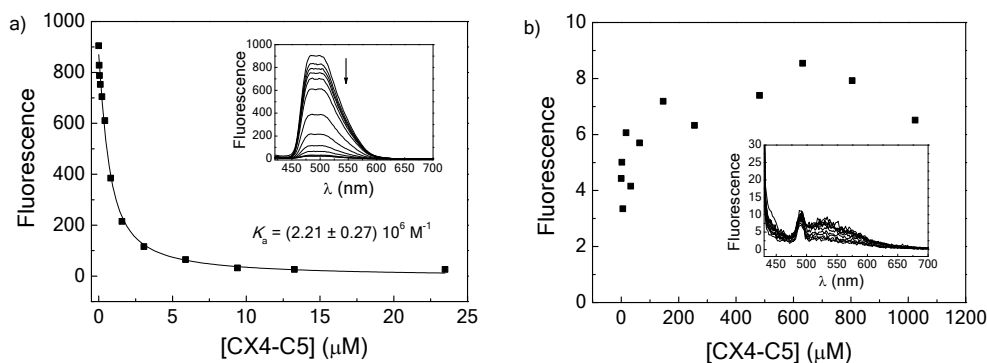 a)
1000
800
600
400
200
0
Fluorescence
0 5 10 15 20 25
[CX4-C5] (μM)
1000
800
600
400
200
0
Fluorescence
450 500 550 600 650 700
λ (nm)
Ka = (2.21 ± 0.27) 10⁶ M⁻¹
b)
10
8
6
4
2
0
Fluorescence
0 200 400 600 800 1000 1200
[CX4-C5] (μM)
30
25
20
15
10
5
0
Fluorescence
450 500 550 600 650 700
λ (nm)